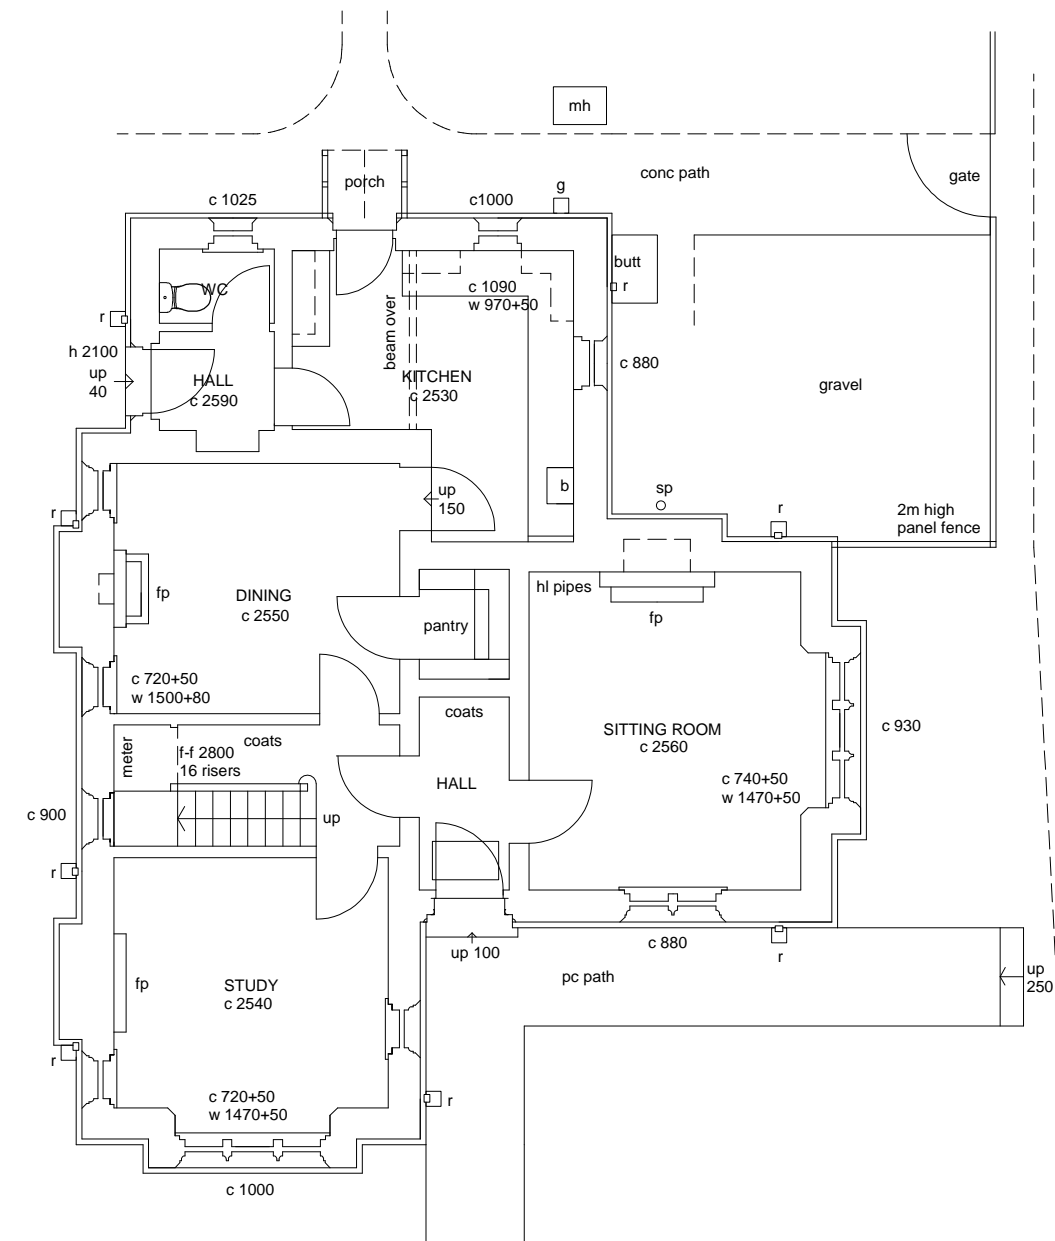 mh
conc path
gate
porch
g
c 1025
c1000
butt
r
WC
c 1090
w 970+50
beam over
r
h 2100
up
40
HALL
c 2590
KITCHEN
c 2530
c 880
gravel
up
150
b
sp
r
2m high
panel fence
r
fp
DINING
c 2550
hl pipes
fp
pantry
c 720+50
w 1500+80
coats
SITTING ROOM
c 2560
c 930
meter
coats
f-f 2800
16 risers
HALL
c 740+50
w 1470+50
c 900
up
r
up 100
c 880
r
pc path
up
250
fp
STUDY
c 2540
r
c 720+50
w 1470+50
r
c 1000